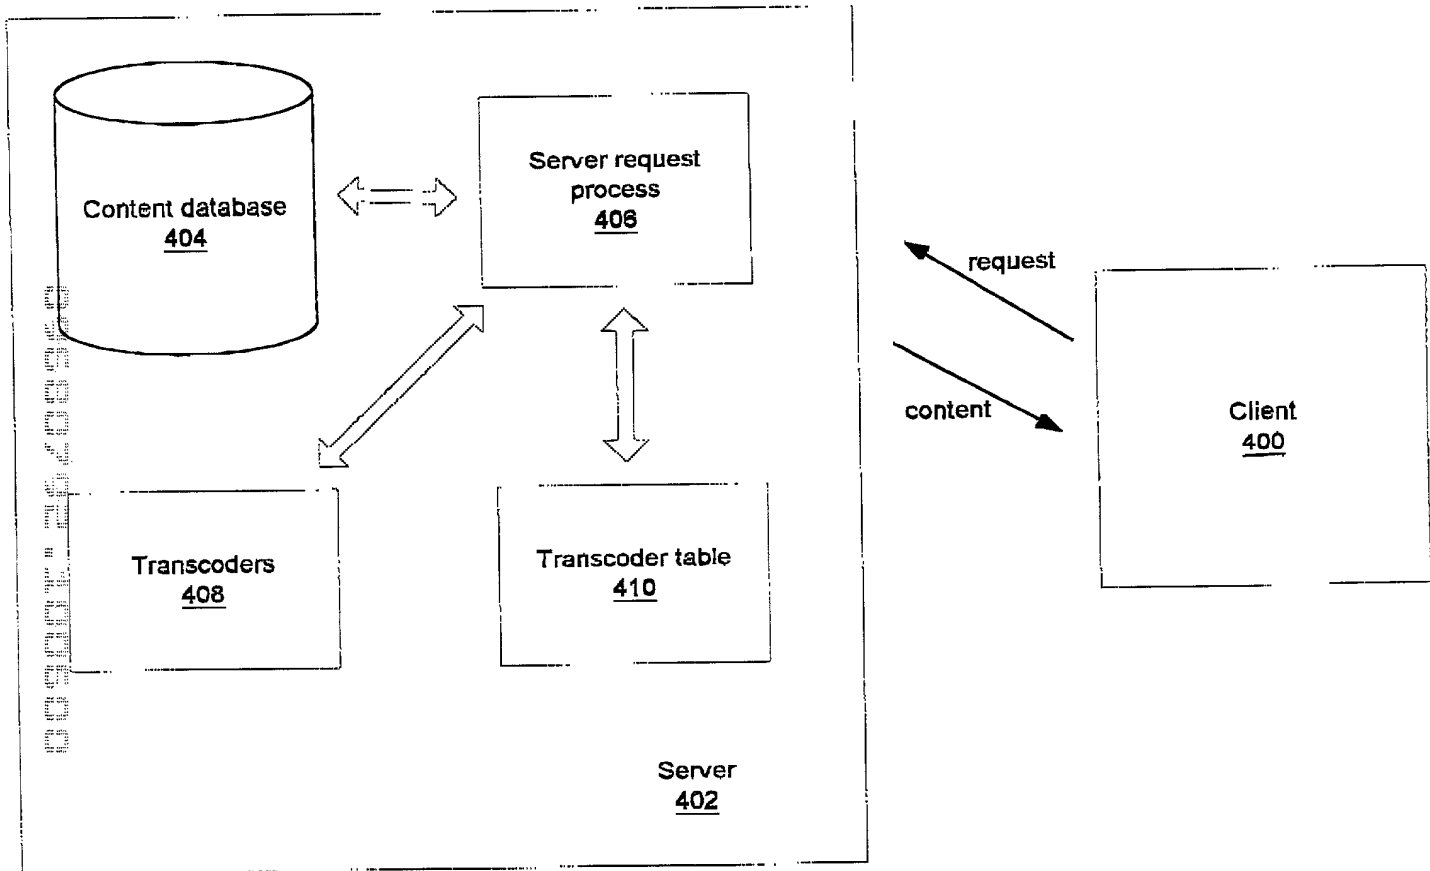 Content database
404
Server request
process
406
request
content
Client
400
Transcoders
408
Transcoder table
410
Server
402